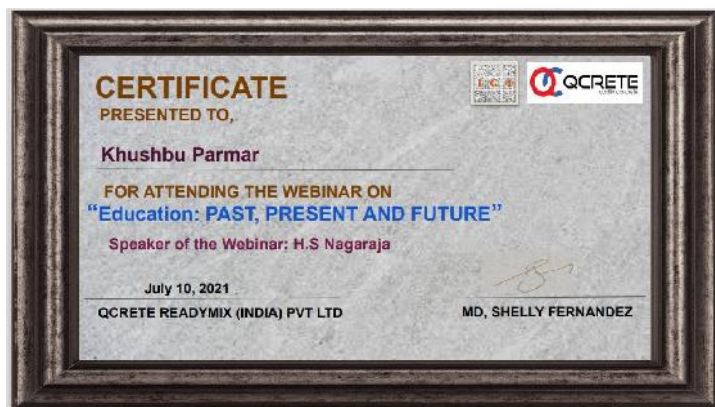 CERTIFICATE
PRESENTED TO,
QCRETE
Khushbu Parmar
FOR ATTENDING THE WEBINAR ON
“Education: PAST, PRESENT AND FUTURE”
Speaker of the Webinar: H.S Nagaraja
July 10, 2021
QCRETE READYMIX (INDIA) PVT LTD
MD, SHELLY FERNANDEZ